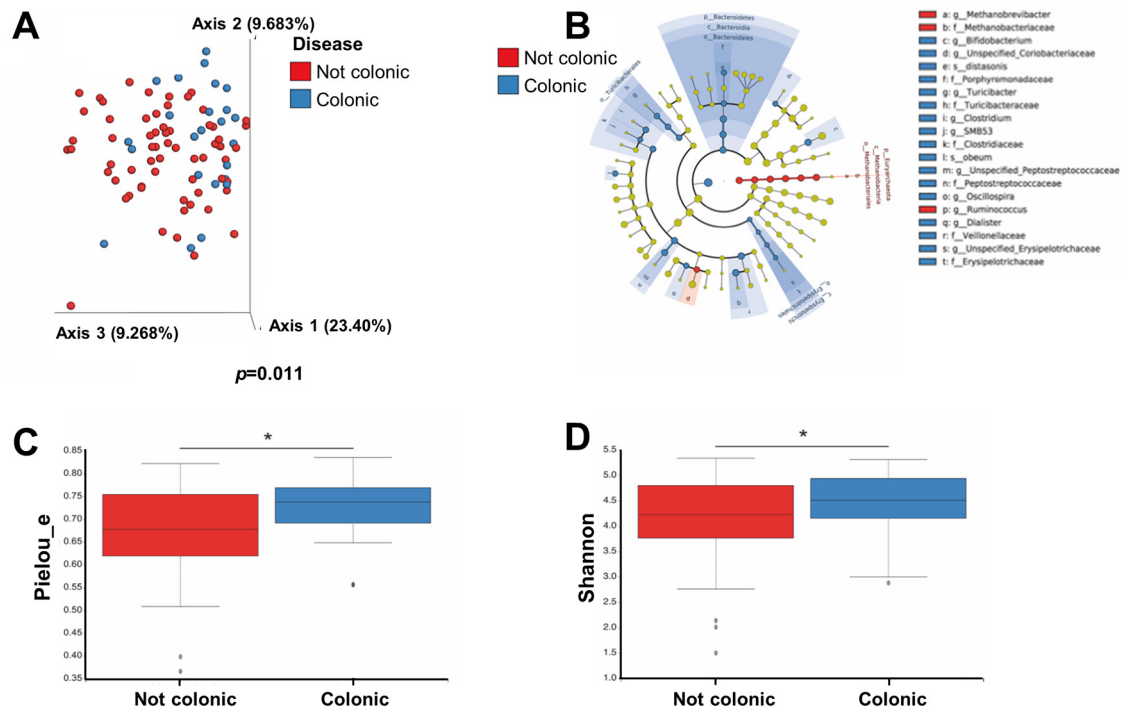 A
Axis 2 (9.683%)
Disease
Not colonic
Colonic
Axis 3 (9.268%)
Axis 1 (23.40%)
p=0.011
B
Not colonic
Colonic
p__Bacteroidetes
c__Bacteroidia
o__Bacteroidales
o__Turicibacterales
p__Euryarchaeota
c__Methanobacteria
o__Methanobacteriales
o__Erysipelotrichales
c__Erysipelotrichi
a: g__Methanobrevibacter
b: f__Methanobacteriaceae
c: g__Bifidobacterium
d: g__Unspecified_Coriobacteriaceae
e: s__distasonis
f: f__Porphyromonadaceae
g: g__Turicibacter
h: f__Turicibacteraceae
i: g__Clostridium
j: g__SMB53
k: f__Clostridiaceae
l: s__obeum
m: g__Unspecified_Peptostreptococcaceae
n: f__Peptostreptococcaceae
o: g__Oscillospira
p: g__Ruminococcus
q: g__Dialister
r: f__Veillonellaceae
s: g__Unspecified_Erysipelotrichaceae
t: f__Erysipelotrichaceae
C
*
Pielou_e
0.85
0.80
0.75
0.70
0.65
0.60
0.55
0.50
0.45
0.40
0.35
Not colonic
Colonic
D
*
Shannon
5.5
5.0
4.5
4.0
3.5
3.0
2.5
2.0
1.5
1.0
Not colonic
Colonic